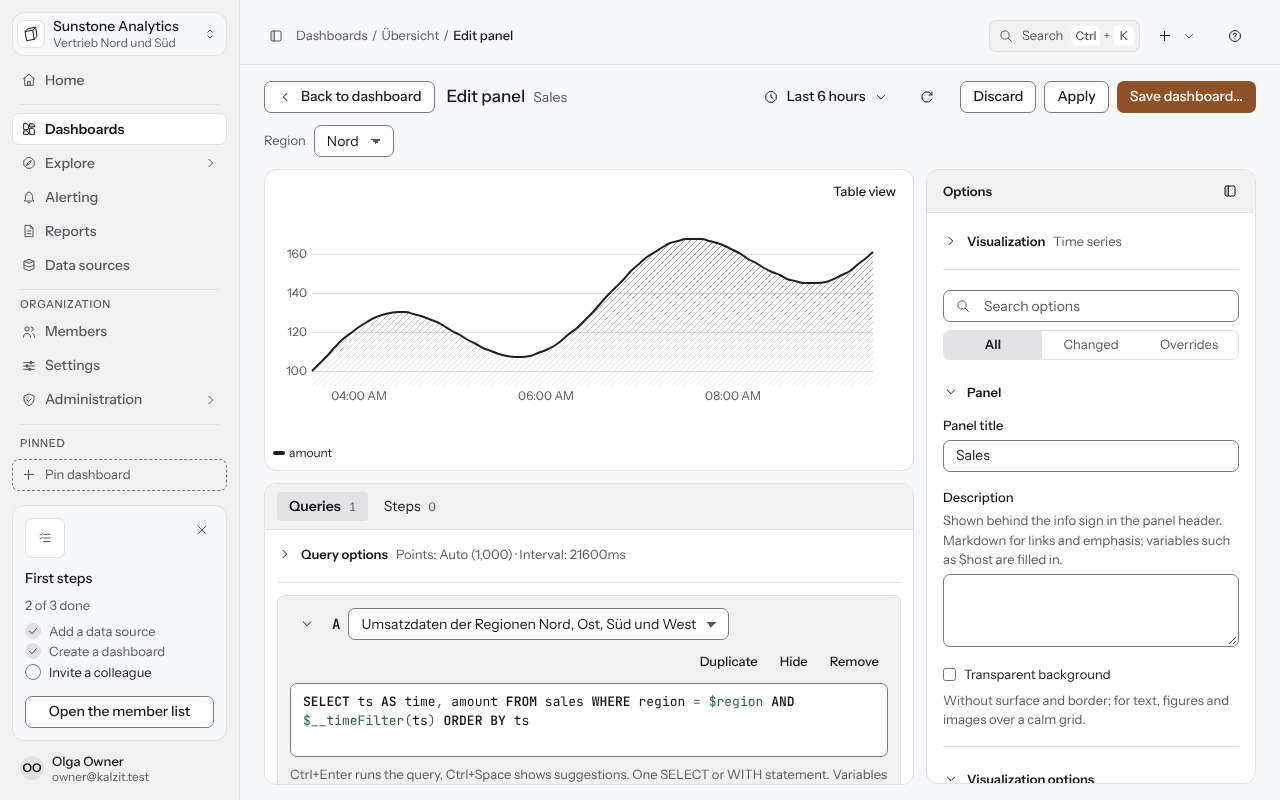 Sunstone Analytics
Vertrieb Nord und Süd
Home
Dashboards
Explore
Alerting
Reports
Data sources
ORGANIZATION
Members
Settings
Administration
PINNED
Pin dashboard
First steps
2 of 3 done
Add a data source
Create a dashboard
Invite a colleague
Open the member list
OO
Olga Owner
owner@kalzit.test
Dashboards / Übersicht / Edit panel
Search Ctrl + K
Back to dashboard
Edit panel Sales
Last 6 hours
Discard
Apply
Save dashboard...
Region
Nord
Table view
160
140
120
100
04:00 AM 06:00 AM 08:00 AM
amount
Queries 1
Steps 0
Query options Points: Auto (1,000) · Interval: 21600ms
A
Umsatzdaten der Regionen Nord, Ost, Süd und West
Duplicate Hide Remove
SELECT ts AS time, amount FROM sales WHERE region = $region AND
$__timeFilter(ts) ORDER BY ts
Ctrl+Enter runs the query, Ctrl+Space shows suggestions. One SELECT or WITH statement. Variables
Options
Visualization Time series
Search options
All Changed Overrides
Panel
Panel title
Sales
Description
Shown behind the info sign in the panel header.
Markdown for links and emphasis; variables such
as $host are filled in.
Transparent background
Without surface and border; for text, figures and
images over a calm grid.
Visualization options